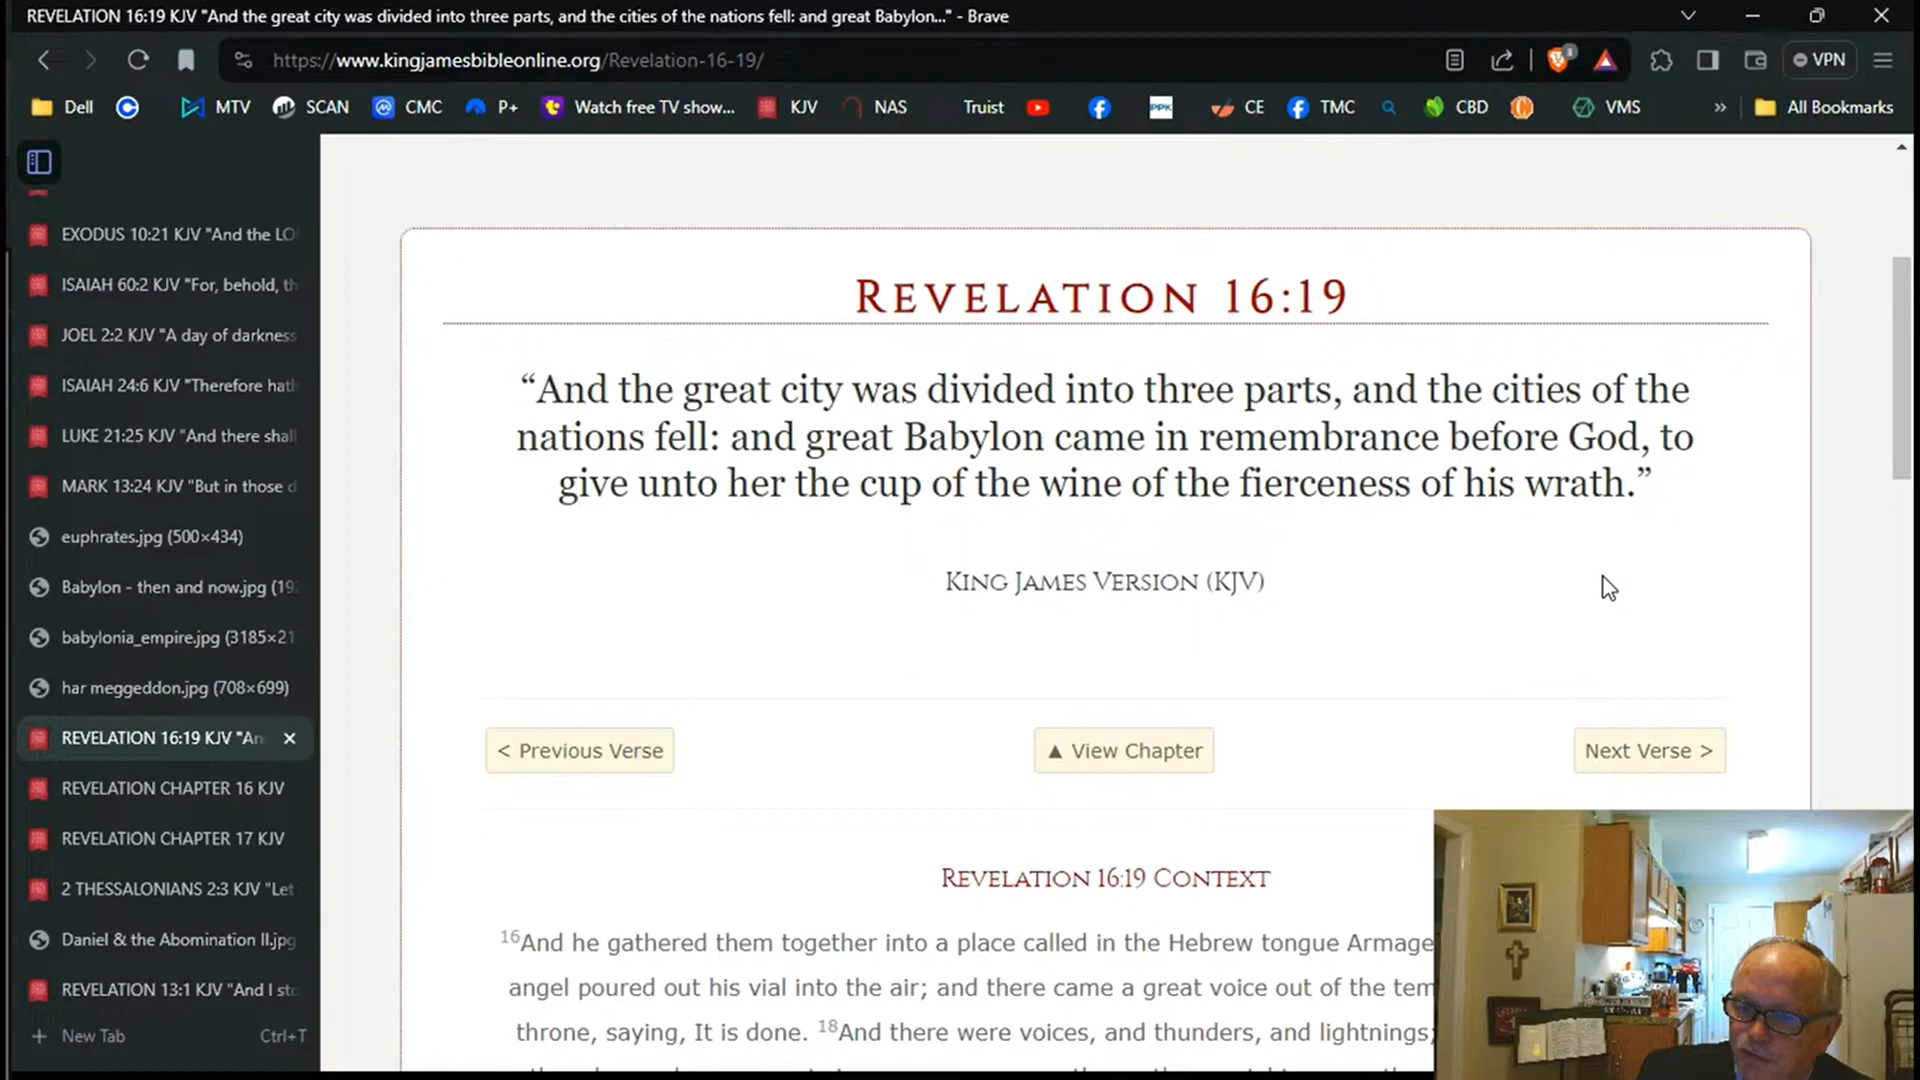 REVELATION 16:19 KJV "And the great city was divided into three parts, and the cities of the nations fell: and great Babylon..." - Brave
https://www.kingjamesbibleonline.org/Revelation-16-19/
VPN
Dell
MTV
SCAN
CMC
P+
Watch free TV show...
KJV
NAS
Truist
PPK
CE
TMC
CBD
VMS
»
All Bookmarks
EXODUS 10:21 KJV "And the LO
ISAIAH 60:2 KJV "For, behold, th
JOEL 2:2 KJV "A day of darkness
ISAIAH 24:6 KJV "Therefore hath
LUKE 21:25 KJV "And there shall
MARK 13:24 KJV "But in those d
euphrates.jpg (500×434)
Babylon - then and now.jpg (192
babylonia_empire.jpg (3185×21
har meggeddon.jpg (708×699)
REVELATION 16:19 KJV "An
REVELATION CHAPTER 16 KJV
REVELATION CHAPTER 17 KJV
2 THESSALONIANS 2:3 KJV "Let
Daniel & the Abomination II.jpg
REVELATION 13:1 KJV "And I sto
+ New Tab Ctrl+T
REVELATION 16:19
“And the great city was divided into three parts, and the cities of the
nations fell: and great Babylon came in remembrance before God, to
give unto her the cup of the wine of the fierceness of his wrath.”
KING JAMES VERSION (KJV)
< Previous Verse
▲ View Chapter
Next Verse >
REVELATION 16:19 CONTEXT
16And he gathered them together into a place called in the Hebrew tongue Armage
angel poured out his vial into the air; and there came a great voice out of the tem
throne, saying, It is done. 18And there were voices, and thunders, and lightnings;